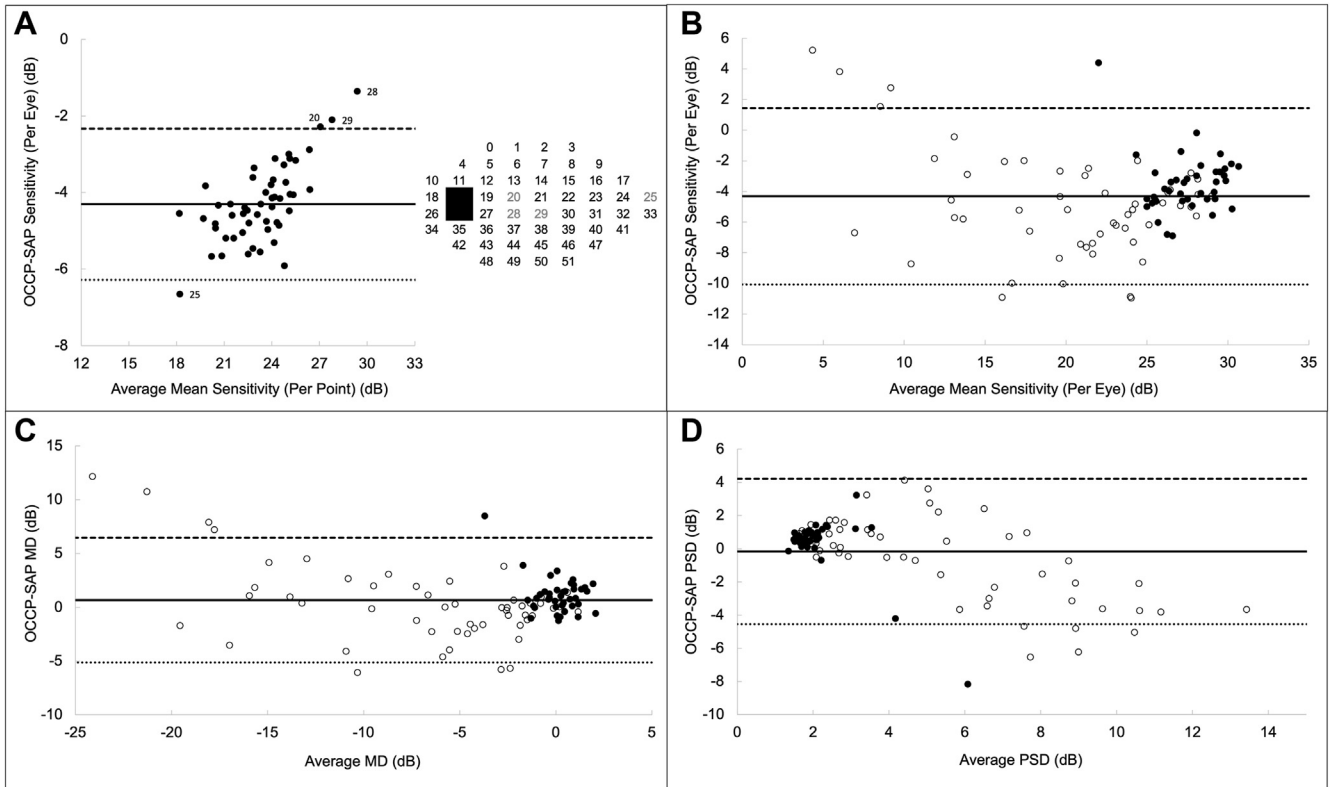 A
OCCP-SAP Sensitivity (Per Eye) (dB)
0
-2
-4
-6
-8
28
20 29
25
12 15 18 21 24 27 30 33
Average Mean Sensitivity (Per Point) (dB)
0 1 2 3
4 5 6 7 8 9
10 11 12 13 14 15 16 17
18 19 20 21 22 23 24 25
26 27 28 29 30 31 32 33
34 35 36 37 38 39 40 41
42 43 44 45 46 47
48 49 50 51
B
OCCP-SAP Sensitivity (Per Eye) (dB)
6
4
2
0
-2
-4
-6
-8
-10
-12
-14
0 5 10 15 20 25 30 35
Average Mean Sensitivity (Per Eye) (dB)
C
OCCP-SAP MD (dB)
15
10
5
0
-5
-10
-25 -20 -15 -10 -5 0 5
Average MD (dB)
D
OCCP-SAP PSD (dB)
6
4
2
0
-2
-4
-6
-8
-10
0 2 4 6 8 10 12 14
Average PSD (dB)